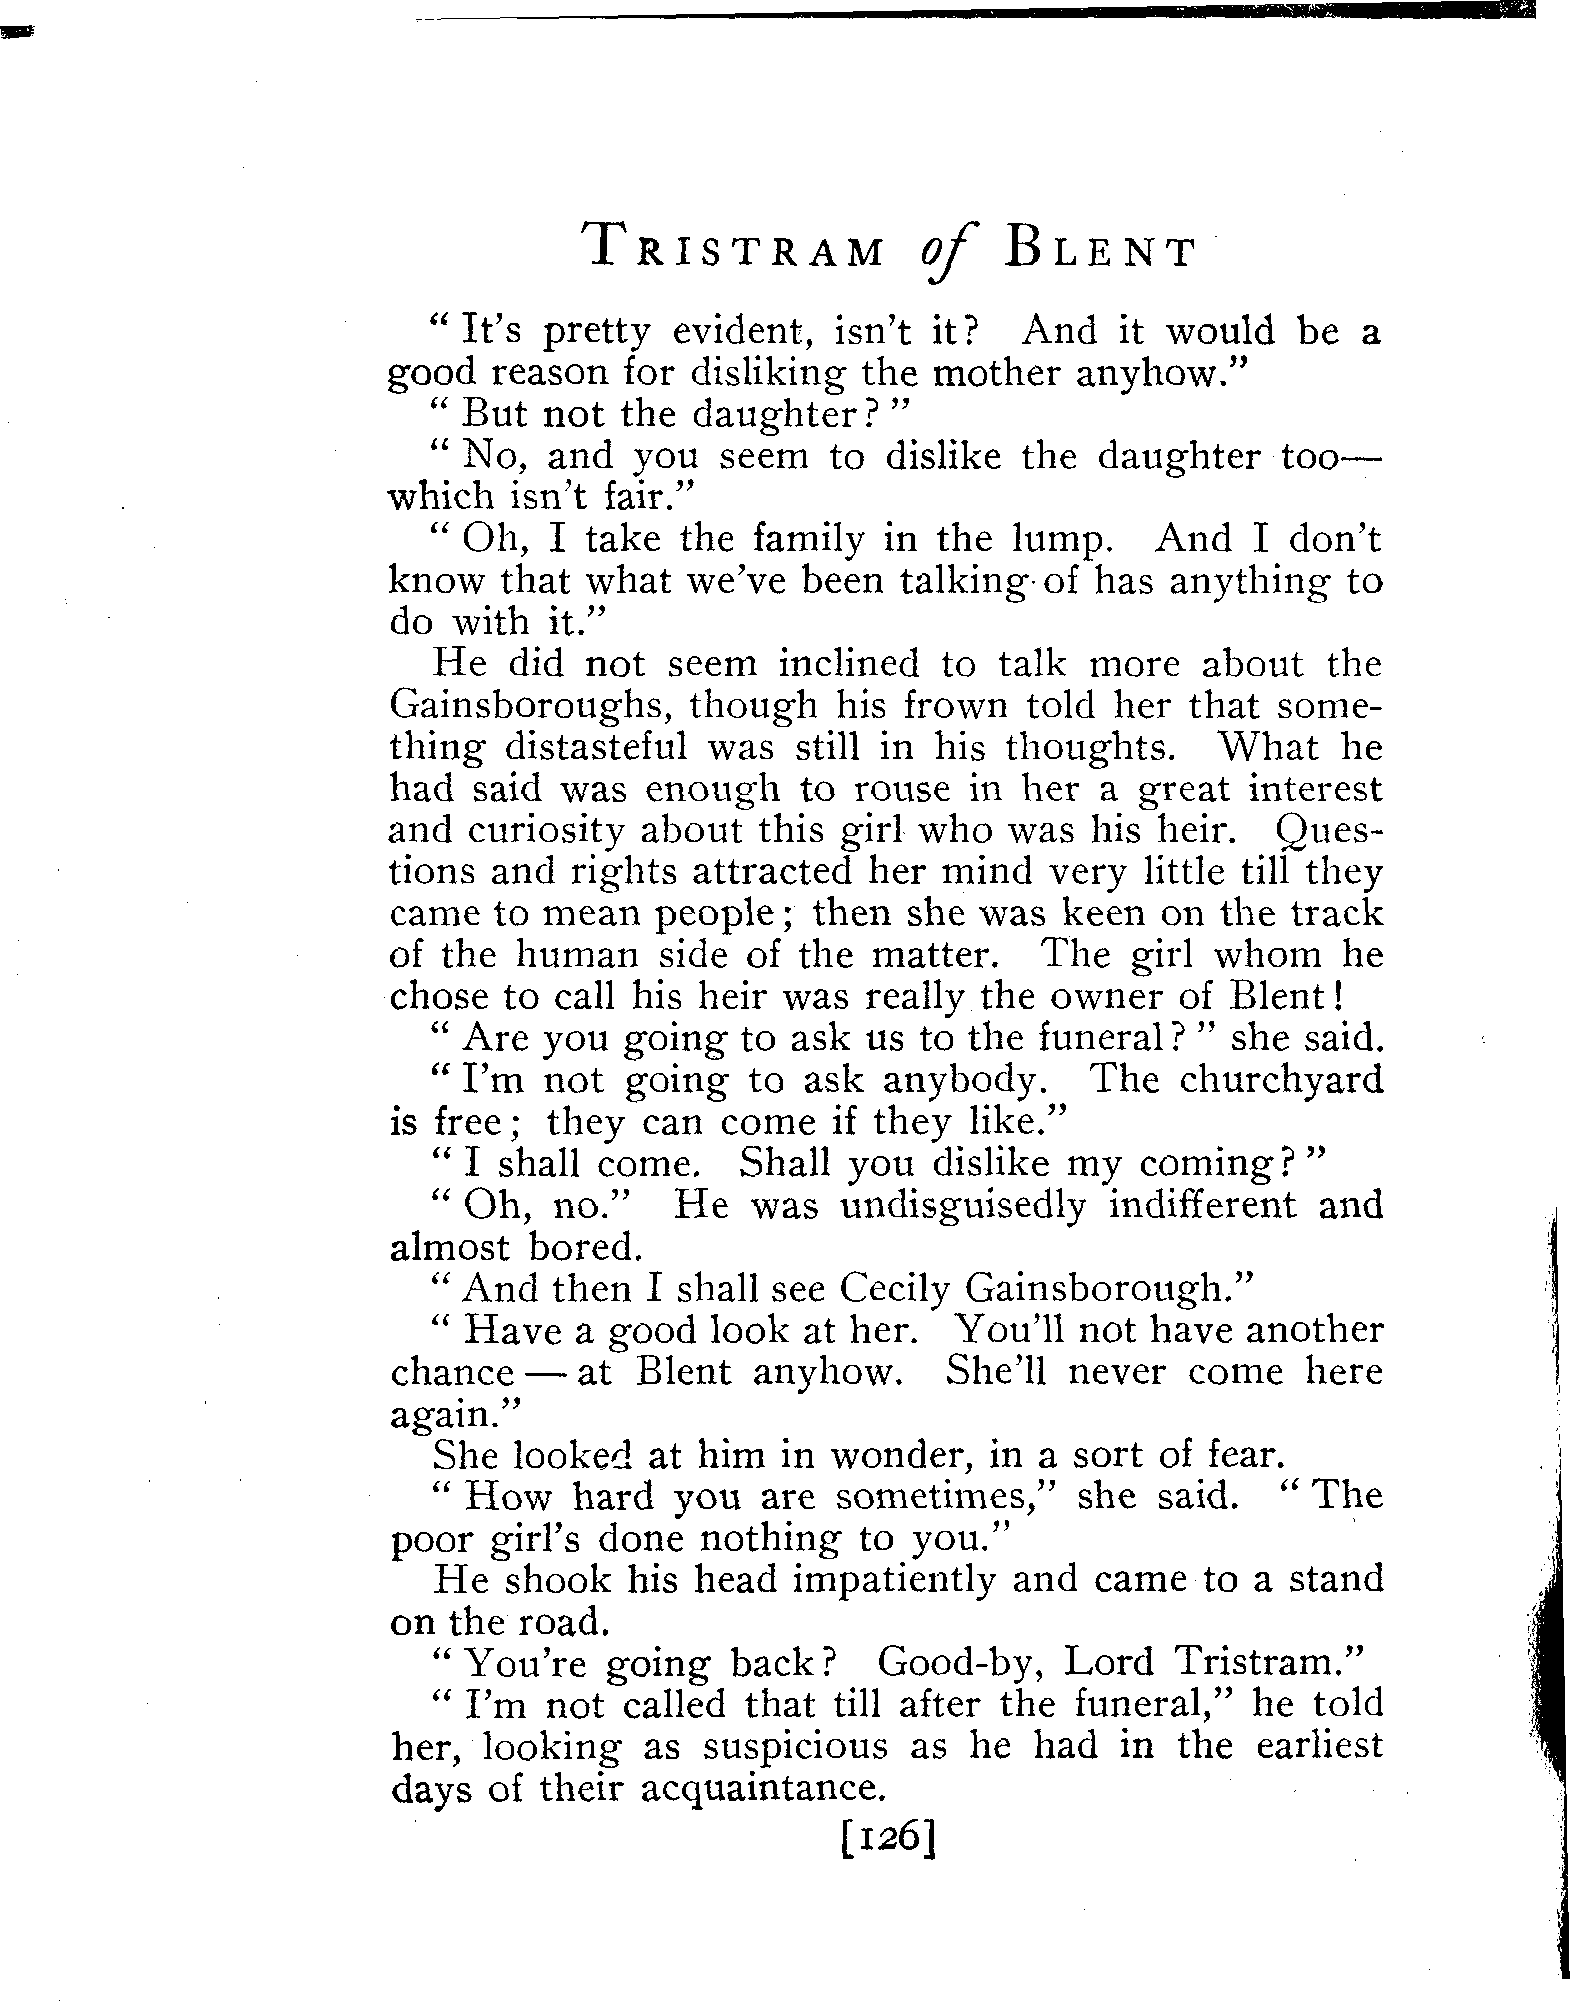 TRISTRAM of BLENT
" It's pretty evident, isn't it? And it would be a
good reason for disliking the mother anyhow."
" But not the daughter? "
" No, and you seem to dislike the daughter too—
which isn't fair."
" Oh, I take the family in the lump. And I don't
know that what we've been talking of has anything to
do with it."
He did not seem inclined to talk more about the
Gainsboroughs, though his frown told her that some-
thing distasteful was still in his thoughts. What he
had said was enough to rouse in her a great interest
and curiosity about this girl who was his heir. Ques-
tions and rights attracted her mind very little till they
came to mean people; then she was keen on the track
of the human side of the matter. The girl whom he
chose to call his heir was really the owner of Blent!
" Are you going to ask us to the funeral? " she said.
" I'm not going to ask anybody. The churchyard
is free; they can come if they like."
" I shall come. Shall you dislike my coming? "
" Oh, no." He was undisguisedly indifferent and
almost bored.
" And then I shall see Cecily Gainsborough."
" Have a good look at her. You'll not have another
chance — at Blent anyhow. She'll never come here
again."
She looked at him in wonder, in a sort of fear.
" How hard you are sometimes," she said. " The
poor girl's done nothing to you."
He shook his head impatiently and came to a stand
on the road.
" You're going back? Good-by, Lord Tristram."
" I'm not called that till after the funeral," he told
her, looking as suspicious as he had in the earliest
days of their acquaintance.
[126]